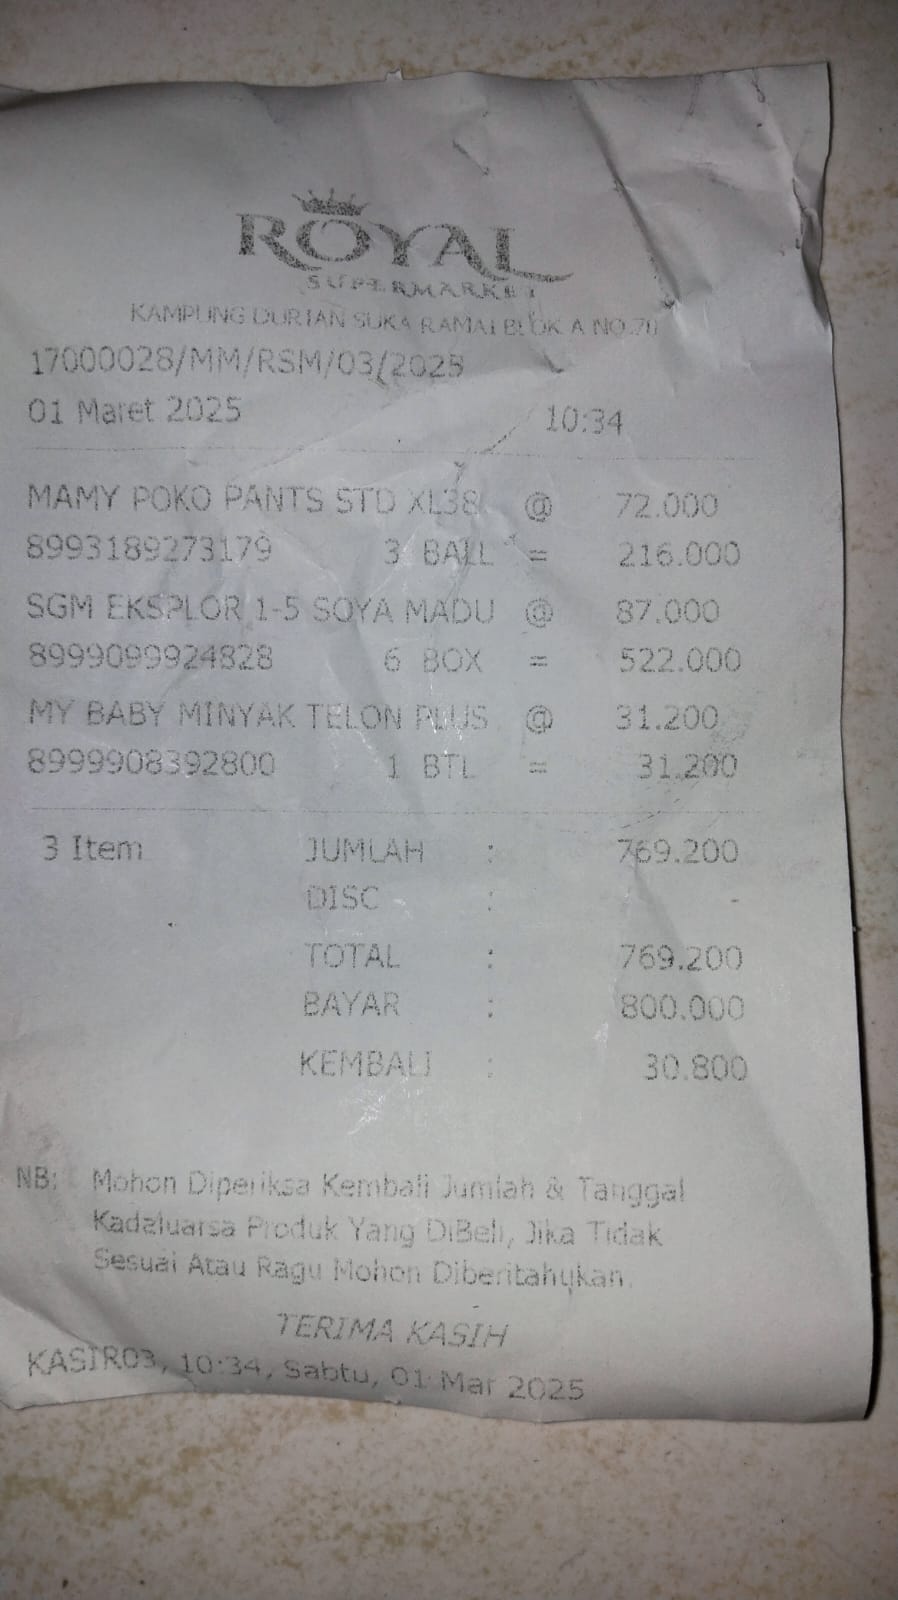 ROYAL
SUPERMARKET
KAMPUNG DURIAN SUKA RAMAI BLOK A NO.70
17000028/MM/RSM/03/2025
01 Maret 2025 10:34
MAMY POKO PANTS STD XL38 @ 72.000
8993189273179 3 BALL = 216.000
SGM EKSPLOR 1-5 SOYA MADU @ 87.000
8999099924828 6 BOX = 522.000
MY BABY MINYAK TELON PLUS @ 31.200
8999908392800 1 BTL = 31.200
3 Item JUMLAH : 769.200
DISC : -
TOTAL : 769.200
BAYAR : 800.000
KEMBALI : 30.800
NB: Mohon Diperiksa Kembali Jumlah & Tanggal
Kadaluarsa Produk Yang DiBeli, Jika Tidak
Sesuai Atau Ragu Mohon Diberitahukan.
TERIMA KASIH
KASIR03, 10:34, Sabtu, 01 Mar 2025